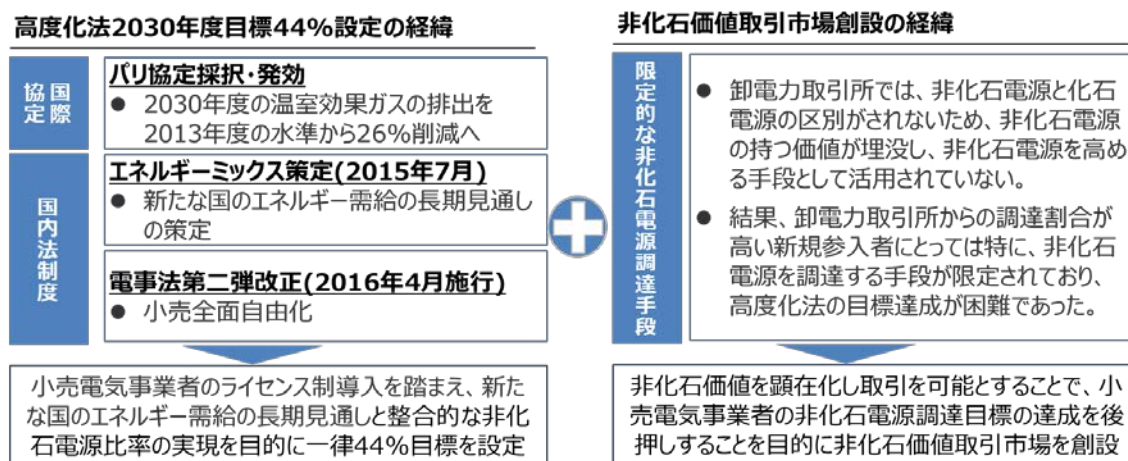 高度化法2030年度目標44%設定の経緯
国際
協定
パリ協定採択・発効
● 2030年度の温室効果ガスの排出を
2013年度の水準から26%削減へ
国内法制度
エネルギーミックス策定(2015年7月)
● 新たな国のエネルギー需給の長期見通し
の策定
電事法第二弾改正(2016年4月施行)
● 小売全面自由化
小売電気事業者のライセンス制導入を踏まえ、新た
な国のエネルギー需給の長期見通しと整合的な非化
石電源比率の実現を目的に一律44%目標を設定
非化石価値取引市場創設の経緯
限定的な非化石電源調達手段
● 卸電力取引所では、非化石電源と化石
電源の区別がされないため、非化石電源
の持つ価値が埋没し、非化石電源を高め
る手段として活用されていない。
● 結果、卸電力取引所からの調達割合が
高い新規参入者にとっては特に、非化石
電源を調達する手段が限定されており、
高度化法の目標達成が困難であった。
非化石価値を顕在化し取引を可能とすることで、小
売電気事業者の非化石電源調達目標の達成を後
押しすることを目的に非化石価値取引市場を創設